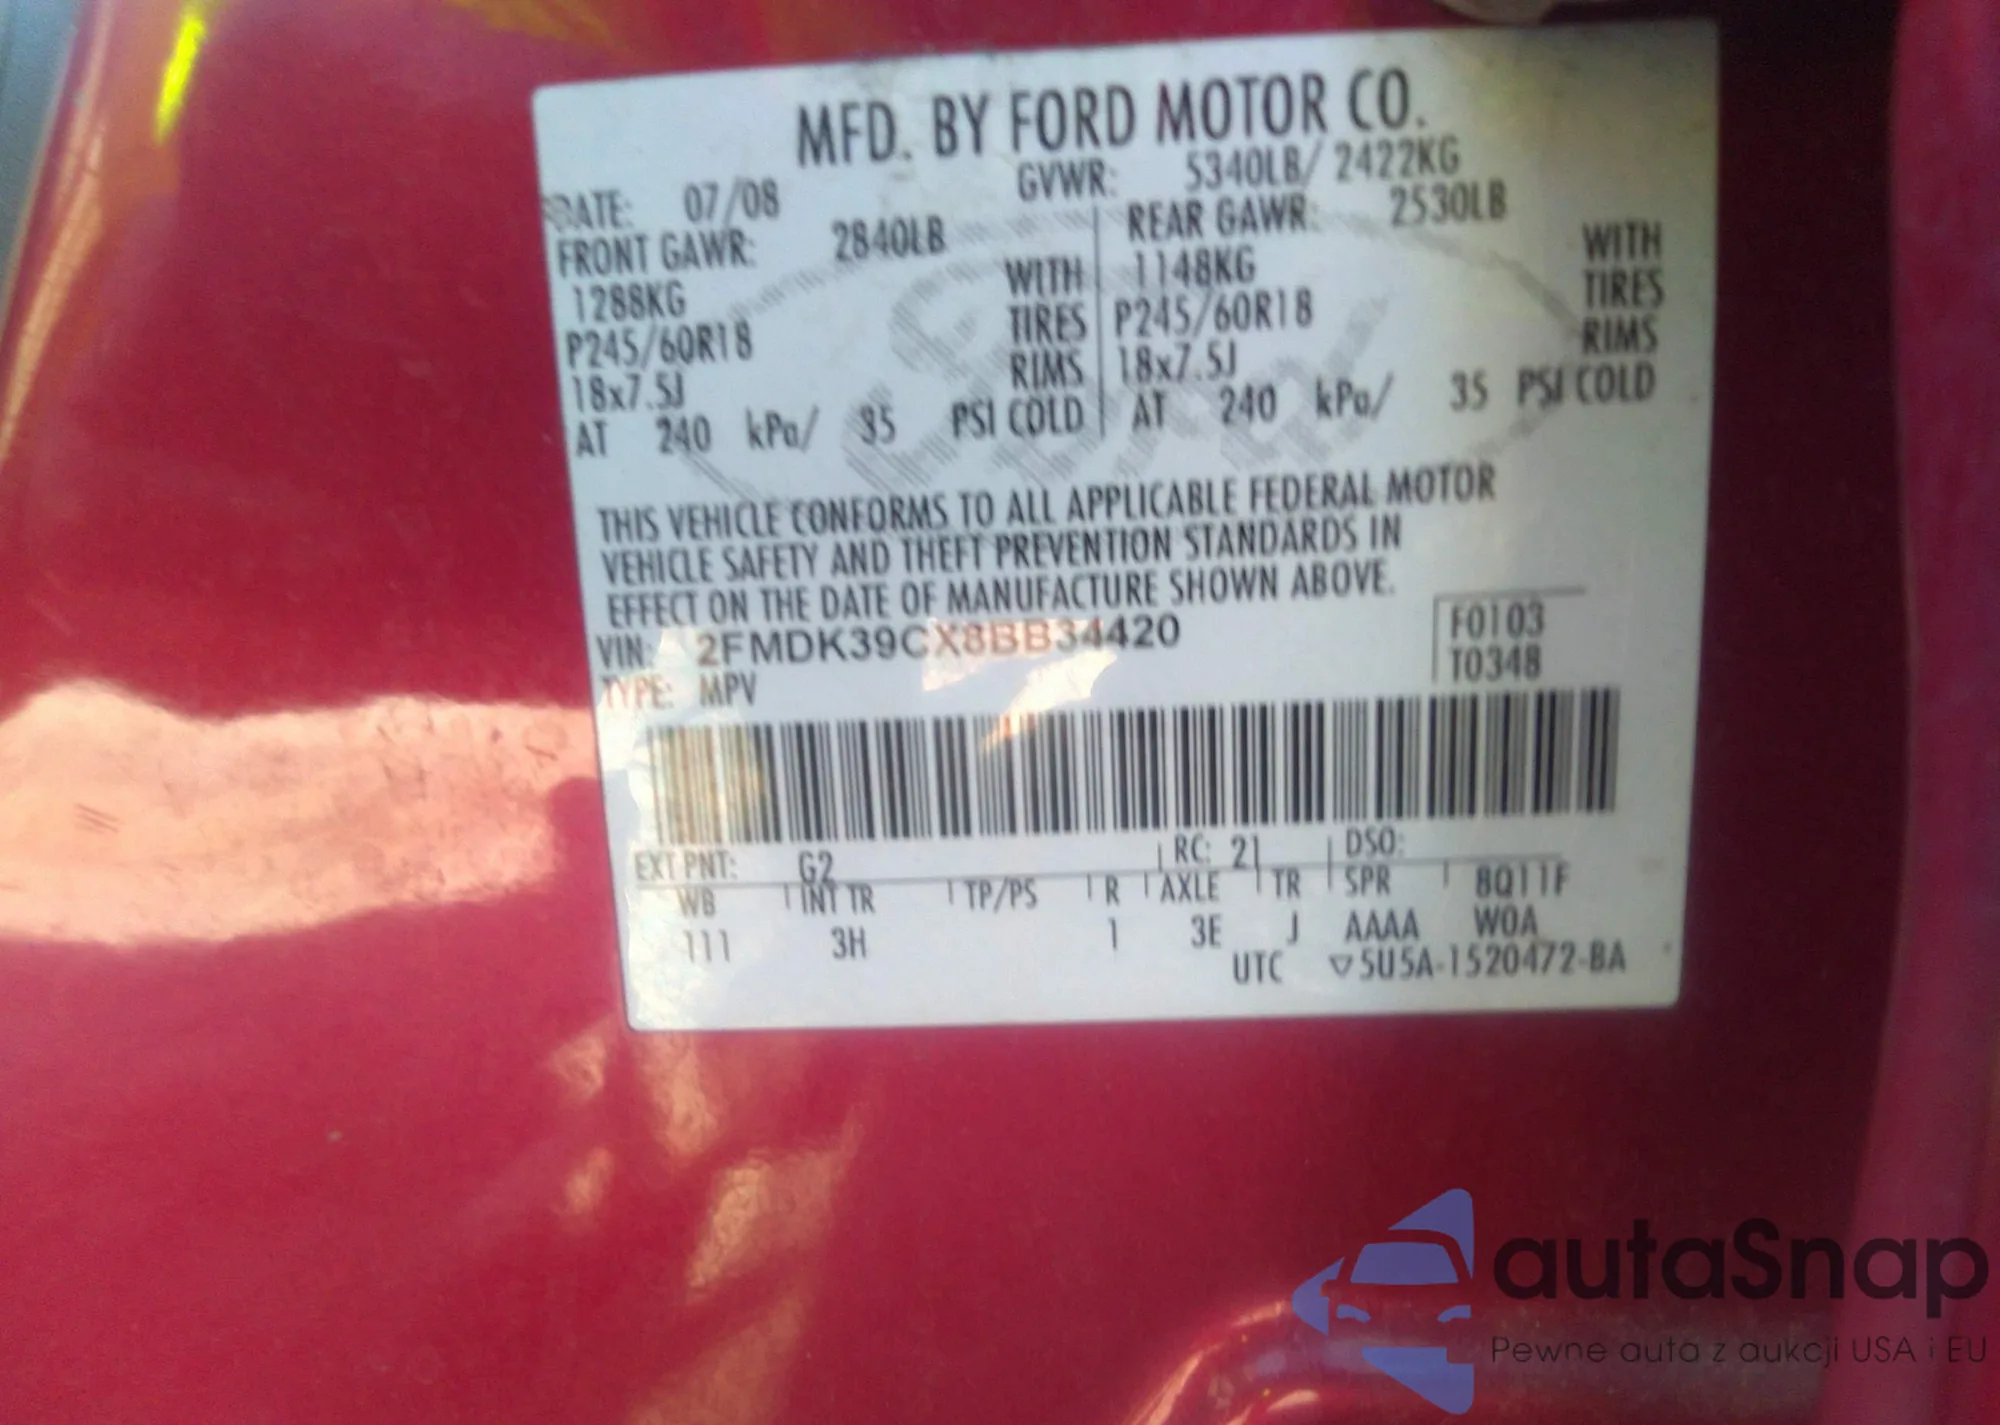 MFD. BY FORD MOTOR CO.
DATE: 07/08 GVWR: 5340LB/ 2422KG
FRONT GAWR: 2840LB REAR GAWR: 2530LB
1288KG WITH 1148KG WITH
P245/60R18 TIRES P245/60R18 TIRES
18x7.5J RIMS 18x7.5J RIMS
AT 240 kPa/ 35 PSI COLD AT 240 kPa/ 35 PSI COLD
THIS VEHICLE CONFORMS TO ALL APPLICABLE FEDERAL MOTOR
VEHICLE SAFETY AND THEFT PREVENTION STANDARDS IN
EFFECT ON THE DATE OF MANUFACTURE SHOWN ABOVE.
VIN: 2FMDK39CX8BB34420 F0103
TYPE: MPV T0348
EXT PNT: G2 RC: 21 DSO:
WB INT TR TP/PS R AXLE TR SPR 8Q11F
111 3H 1 3E J AAAA W0A
UTC ▽5U5A-1520472-BA
autaSnap
Pewne auta z aukcji USA i EU